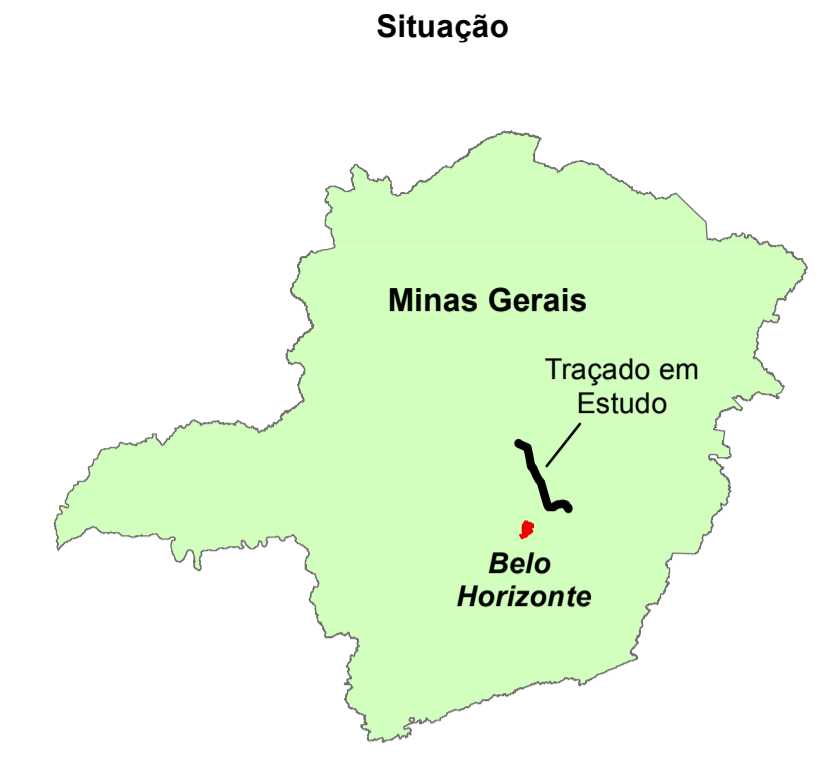 Situação
Minas Gerais
Traçado em
Estudo
Belo
Horizonte